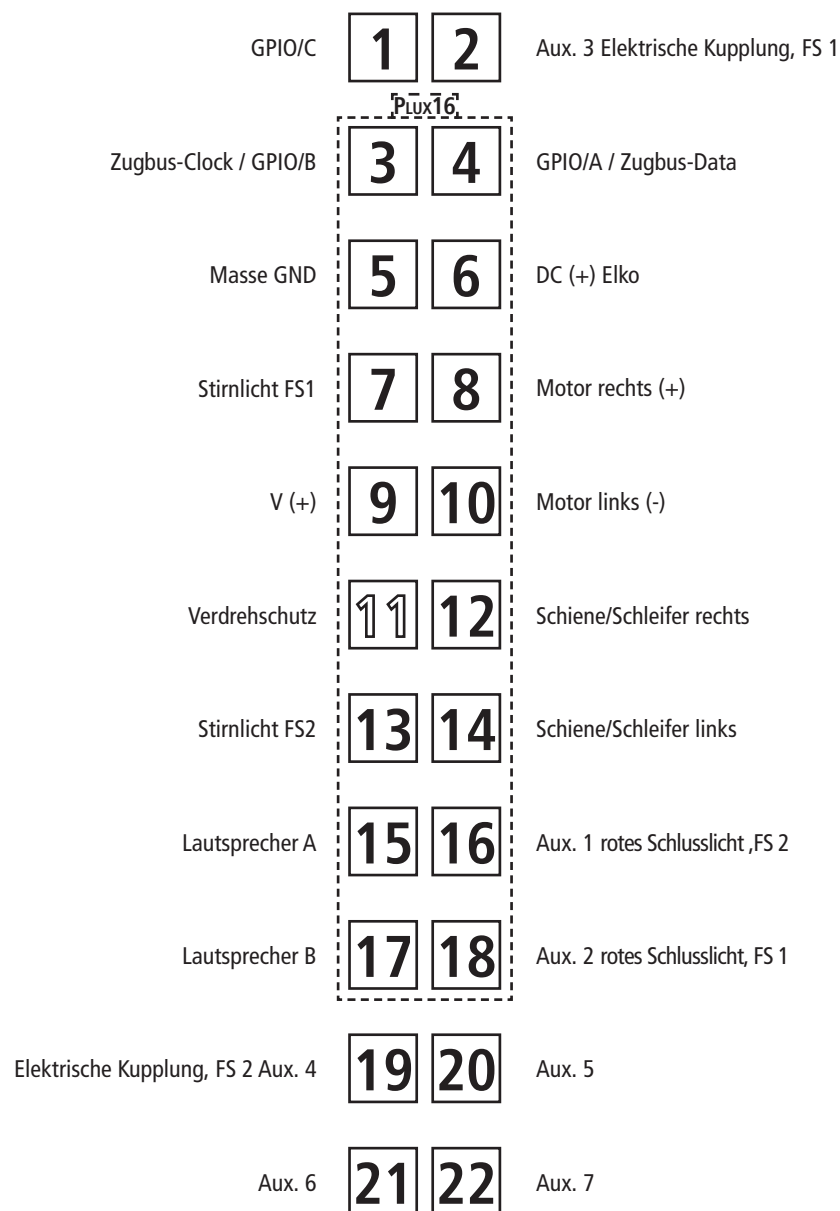 GPIO/C 1 2 Aux. 3 Elektrische Kupplung, FS 1
PLUX16
Zugbus-Clock / GPIO/B 3 4 GPIO/A / Zugbus-Data
Masse GND 5 6 DC (+) Elko
Stirnlicht FS1 7 8 Motor rechts (+)
V (+) 9 10 Motor links (-)
Verdrehschutz 11 12 Schiene/Schleifer rechts
Stirnlicht FS2 13 14 Schiene/Schleifer links
Lautsprecher A 15 16 Aux. 1 rotes Schlusslicht ,FS 2
Lautsprecher B 17 18 Aux. 2 rotes Schlusslicht, FS 1
Elektrische Kupplung, FS 2 Aux. 4 19 20 Aux. 5
Aux. 6 21 22 Aux. 7